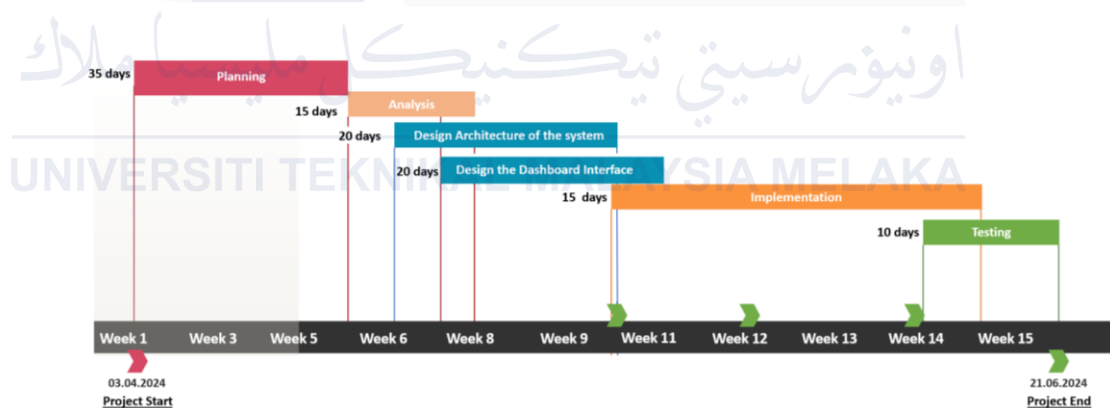 اونيۏرسيتي تيكنيكل مليسيا ملاك
35 days
Planning
15 days
Analysis
20 days
Design Architecture of the system
UNIVERSITI TEKNIKAL MALAYSIA MELAKA
20 days
Design the Dashboard Interface
15 days
Implementation
10 days
Testing
Week 1 Week 3 Week 5 Week 6 Week 8 Week 9 Week 11 Week 12 Week 13 Week 14 Week 15
03.04.2024
Project Start
21.06.2024
Project End